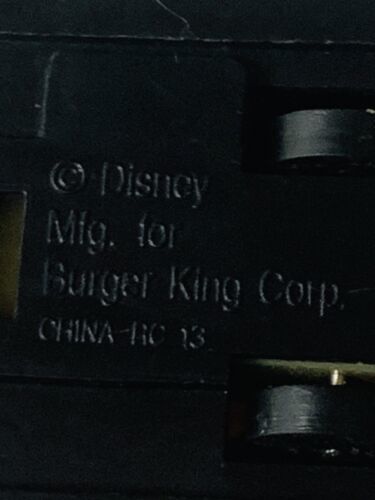 © Disney
Mfg. for
Burger King Corp.
CHINA-RC 13